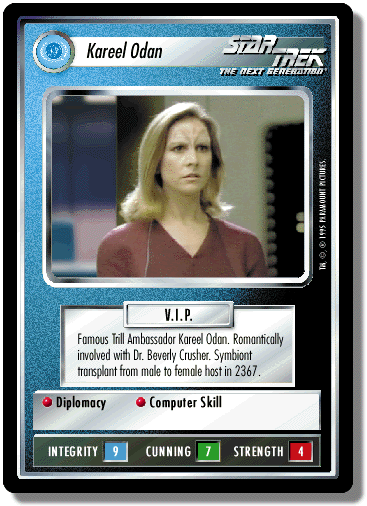 Kareel Odan
STAR TREK
THE NEXT GENERATION®
TM, ©, ® 1995 PARAMOUNT PICTURES.
V.I.P.
Famous Trill Ambassador Kareel Odan. Romantically
involved with Dr. Beverly Crusher. Symbiont
transplant from male to female host in 2367.
Diplomacy Computer Skill
INTEGRITY 9 CUNNING 7 STRENGTH 4